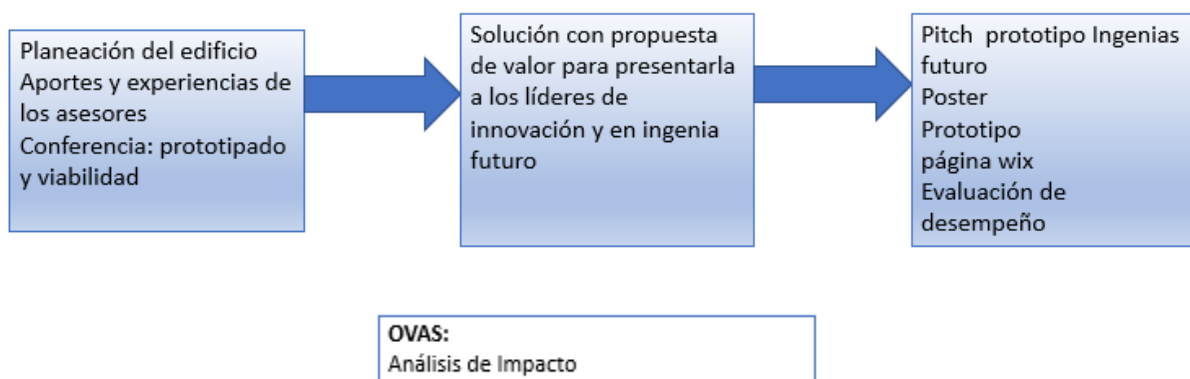 Planeación del edificio
Aportes y experiencias de
los asesores
Conferencia: prototipado
y viabilidad
Solución con propuesta
de valor para presentarla
a los líderes de
innovación y en ingenia
futuro
Pitch prototipo Ingenias
futuro
Poster
Prototipo
página wix
Evaluación de
desempeño
OVAS:
Análisis de Impacto